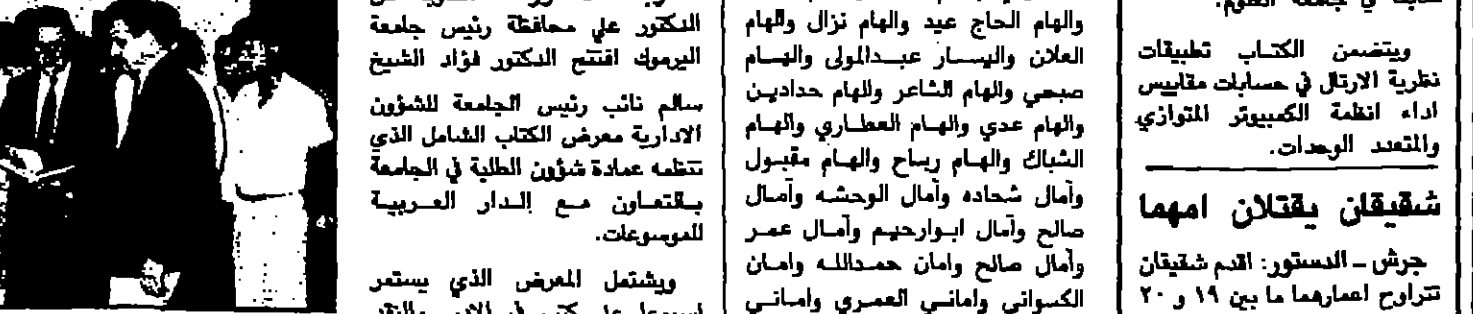 ويتضمن الكتاب تطبيقات
نظرية الارتال في حسابات مقاييس
اداء انظمة الكمبيوتر المتوازي
والمتعدد الوحدات.
شقيقان يقتلان امهما
جرش ـ الدستور: اقدم شقيقان
تتراوح اعمارهما ما بين ١٩ و ٢٠
والهام الحاج عيد والهام نزال والهام
العلان واليسار عبدالمولى والهام
صبحي والهام الشاعر والهام حدادين
والهام عدي والهام العطاري والهام
الشباك والهام رباح والهام مقبول
وآمال شحاده وآمال الوحشه وآمال
صالح وآمال ابوارحيم وآمال عمر
وآمال صالح وامان حمدالله وامان
الكسواني واماني العمري واماني
الدكتور علي محافظة رئيس جامعة
اليرموك افتتح الدكتور فؤاد الشيخ
سالم نائب رئيس الجامعة للشؤون
الادارية معرض الكتاب الشامل الذي
تنظمه عمادة شؤون الطلبة في الجامعة
بالتعاون مع الدار العربية
للموسوعات.
ويشتمل المعرض الذي يستمر